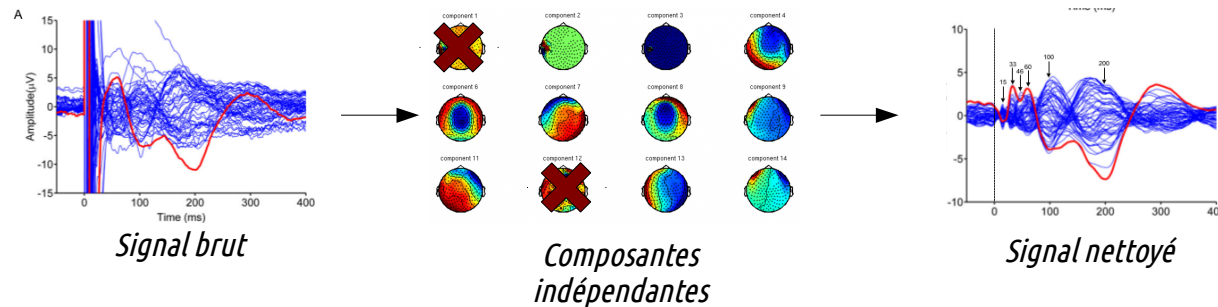 A
15
10
5
0
-5
-10
-15
Amplitude(µV)
0
100
200
300
400
Time (ms)
Signal brut
component 1
component 2
component 3
component 4
component 6
component 7
component 8
component 9
component 11
component 12
component 13
component 14
Composantes
indépendantes
10
5
0
-5
-10
15
33
46
60
100
200
0
100
200
300
Signal nettoyé